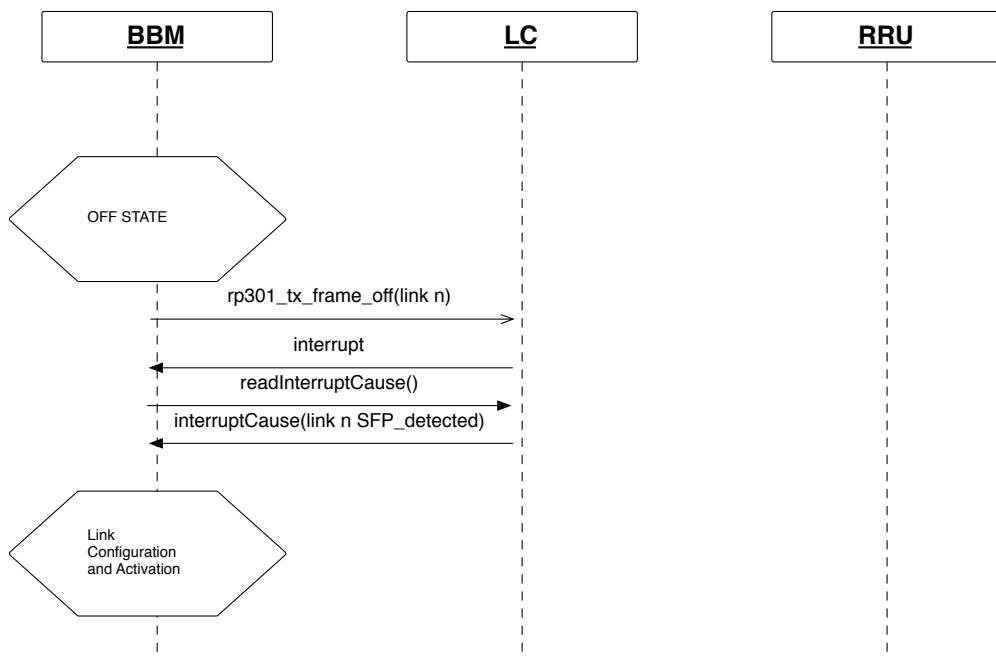 BBM
LC
RRU
OFF STATE
rp301_tx_frame_off(link n)
interrupt
readInterruptCause()
interruptCause(link n SFP_detected)
Link
Configuration
and Activation